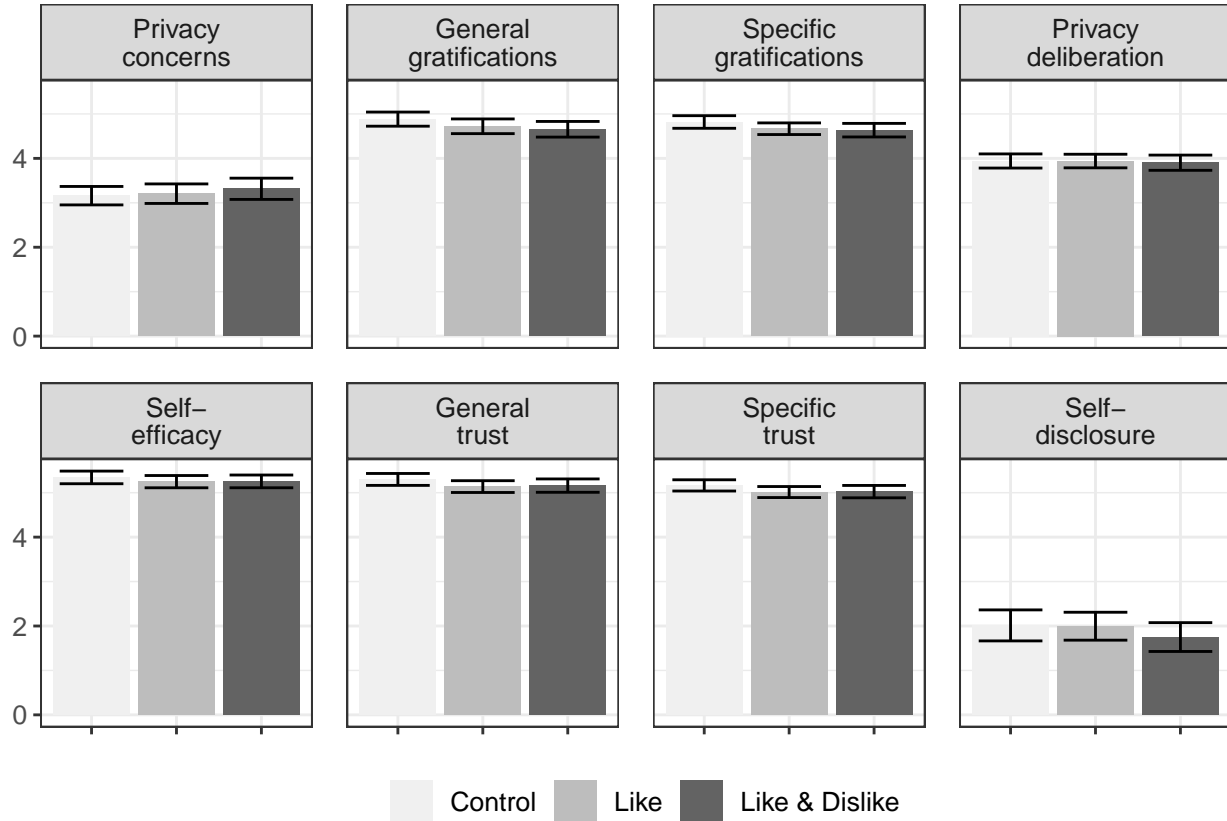 Privacy
concerns
General
gratifications
Specific
gratifications
Privacy
deliberation
4
2
0
Self−
efficacy
General
trust
Specific
trust
Self−
disclosure
4
2
0
Control
Like
Like & Dislike